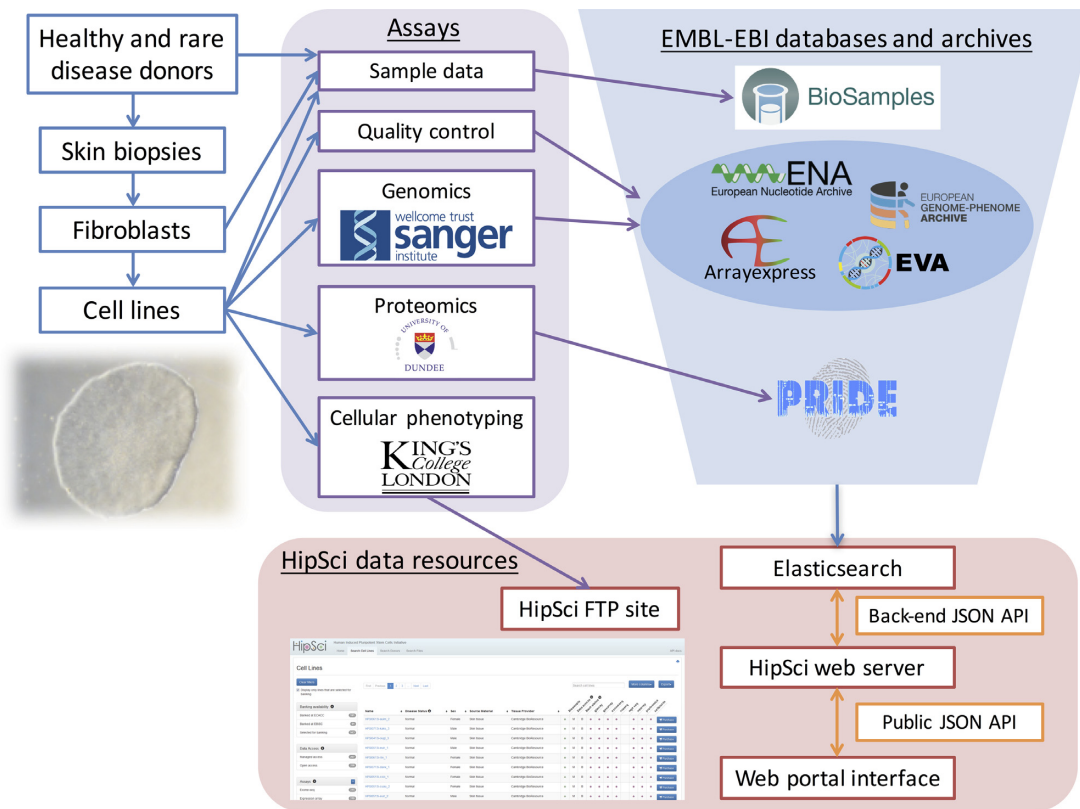 Healthy and rare
disease donors
Skin biopsies
Fibroblasts
Cell lines
Assays
Sample data
Quality control
Genomics
wellcome trust
sanger
institute
Proteomics
UNIVERSITY OF
DUNDEE
Cellular phenotyping
KING'S
College
LONDON
EMBL-EBI databases and archives
BioSamples
ENA
European Nucleotide Archive
EUROPEAN
GENOME-PHENOME
ARCHIVE
Arrayexpress
EVA
PRIDE
HipSci data resources
HipSci FTP site
Elasticsearch
Back-end JSON API
HipSci web server
Public JSON API
Web portal interface
HipSci
Cell Lines